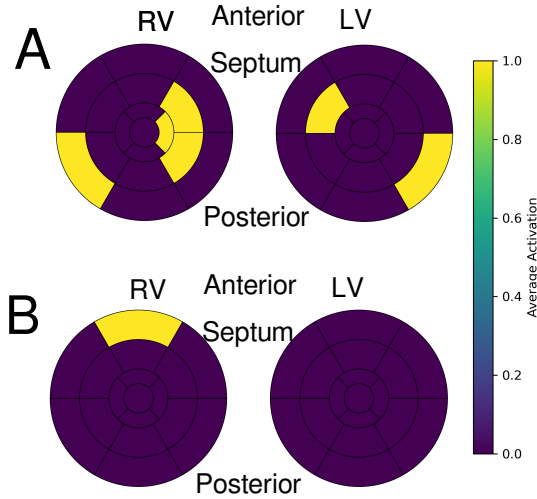 A
RV
Anterior
LV
Septum
Posterior
B
RV
Anterior
LV
Septum
Posterior
1.0
0.8
0.6
0.4
0.2
0.0
Average Activation